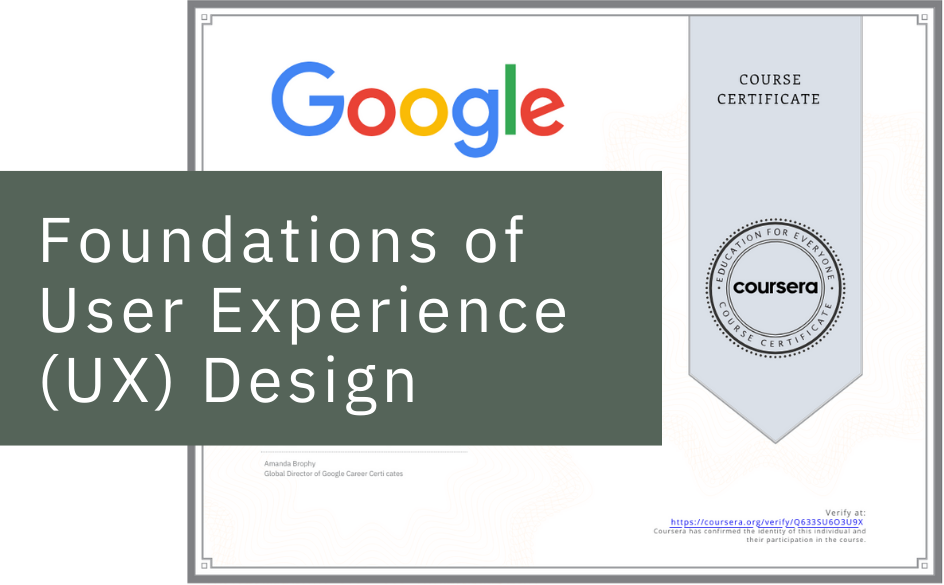 Google
COURSE
CERTIFICATE
Foundations of
User Experience
(UX) Design
EDUCATION FOR EVERYONE
coursera
COURSE CERTIFICATE
Amanda Brophy
Global Director of Google Career Certi cates
Verify at:
https://coursera.org/verify/Q633SU6O3U9X
Coursera has confirmed the identity of this individual and
their participation in the course.